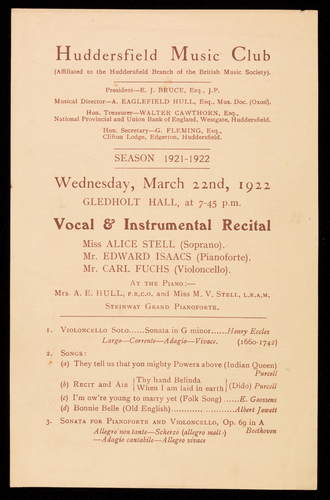 Huddersfield Music Club
(Affiliated to the Huddersfield Branch of the British Music Society).
President—E. J. BRUCE, Esq., J.P.
Musical Director—A. EAGLEFIELD HULL, Esq., Mus. Doc. (Oxon).
Hon. Treasurer—WALTER CAWTHORN, Esq.,
National Provincial and Union Bank of England, Westgate, Huddersfield.
Hon. Secretary—G. FLEMING, Esq.,
Clifton Lodge, Edgerton, Huddersfield.
SEASON 1921-1922
Wednesday, March 22nd, 1922
GLEDHOLT HALL, at 7-45 p.m.
Vocal & Instrumental Recital
Miss ALICE STELL (Soprano).
Mr. EDWARD ISAACS (Pianoforte).
Mr. CARL FUCHS (Violoncello).
At the Piano:—
Mrs. A. E. HULL, F.R.C.O. and Miss M. V. Stell, L.R.A.M.
Steinway Grand Pianoforte.
1. Violoncello Solo......Sonata in G minor......Henry Eccles
Largo—Corrente—Adagio—Vivace. (1660-1742)
2. Songs:
(a) They tell us that you mighty Powers above (Indian Queen)
Purcell
(b) Recit and Air { Thy hand Belinda
When I am laid in earth } (Dido) Purcell
(c) I'm ow're young to marry yet (Folk Song) ......E. Goossens
(d) Bonnie Belle (Old English)..............................Albert Jowett
3. Sonata for Pianoforte and Violoncello, Op. 69 in A
Allegro non tanto—Scherzo (allegro molt) Beethoven
—Adagio cantabile—Allegro vivace